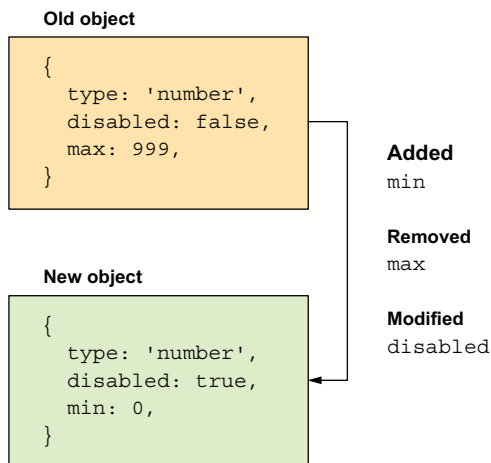 Old object
{
type: 'number',
disabled: false,
max: 999,
}
Added
min
Removed
max
Modified
disabled
New object
{
type: 'number',
disabled: true,
min: 0,
}